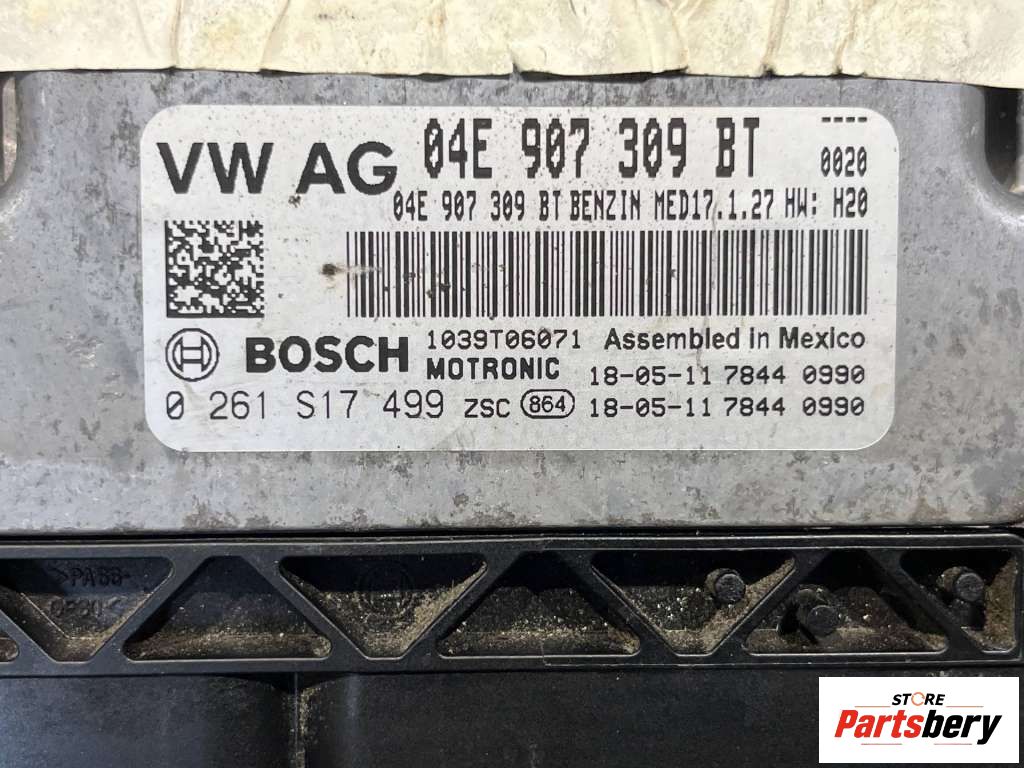 VW AG 04E 907 309 BT ----
0020
04E 907 309 BT BENZIN MED17.1.27 HW: H20
BOSCH 1039T06071 Assembled in Mexico
MOTRONIC 18-05-11 7844 0990
0 261 S17 499 ZSC 864 18-05-11 7844 0990
STORE
Partsbery